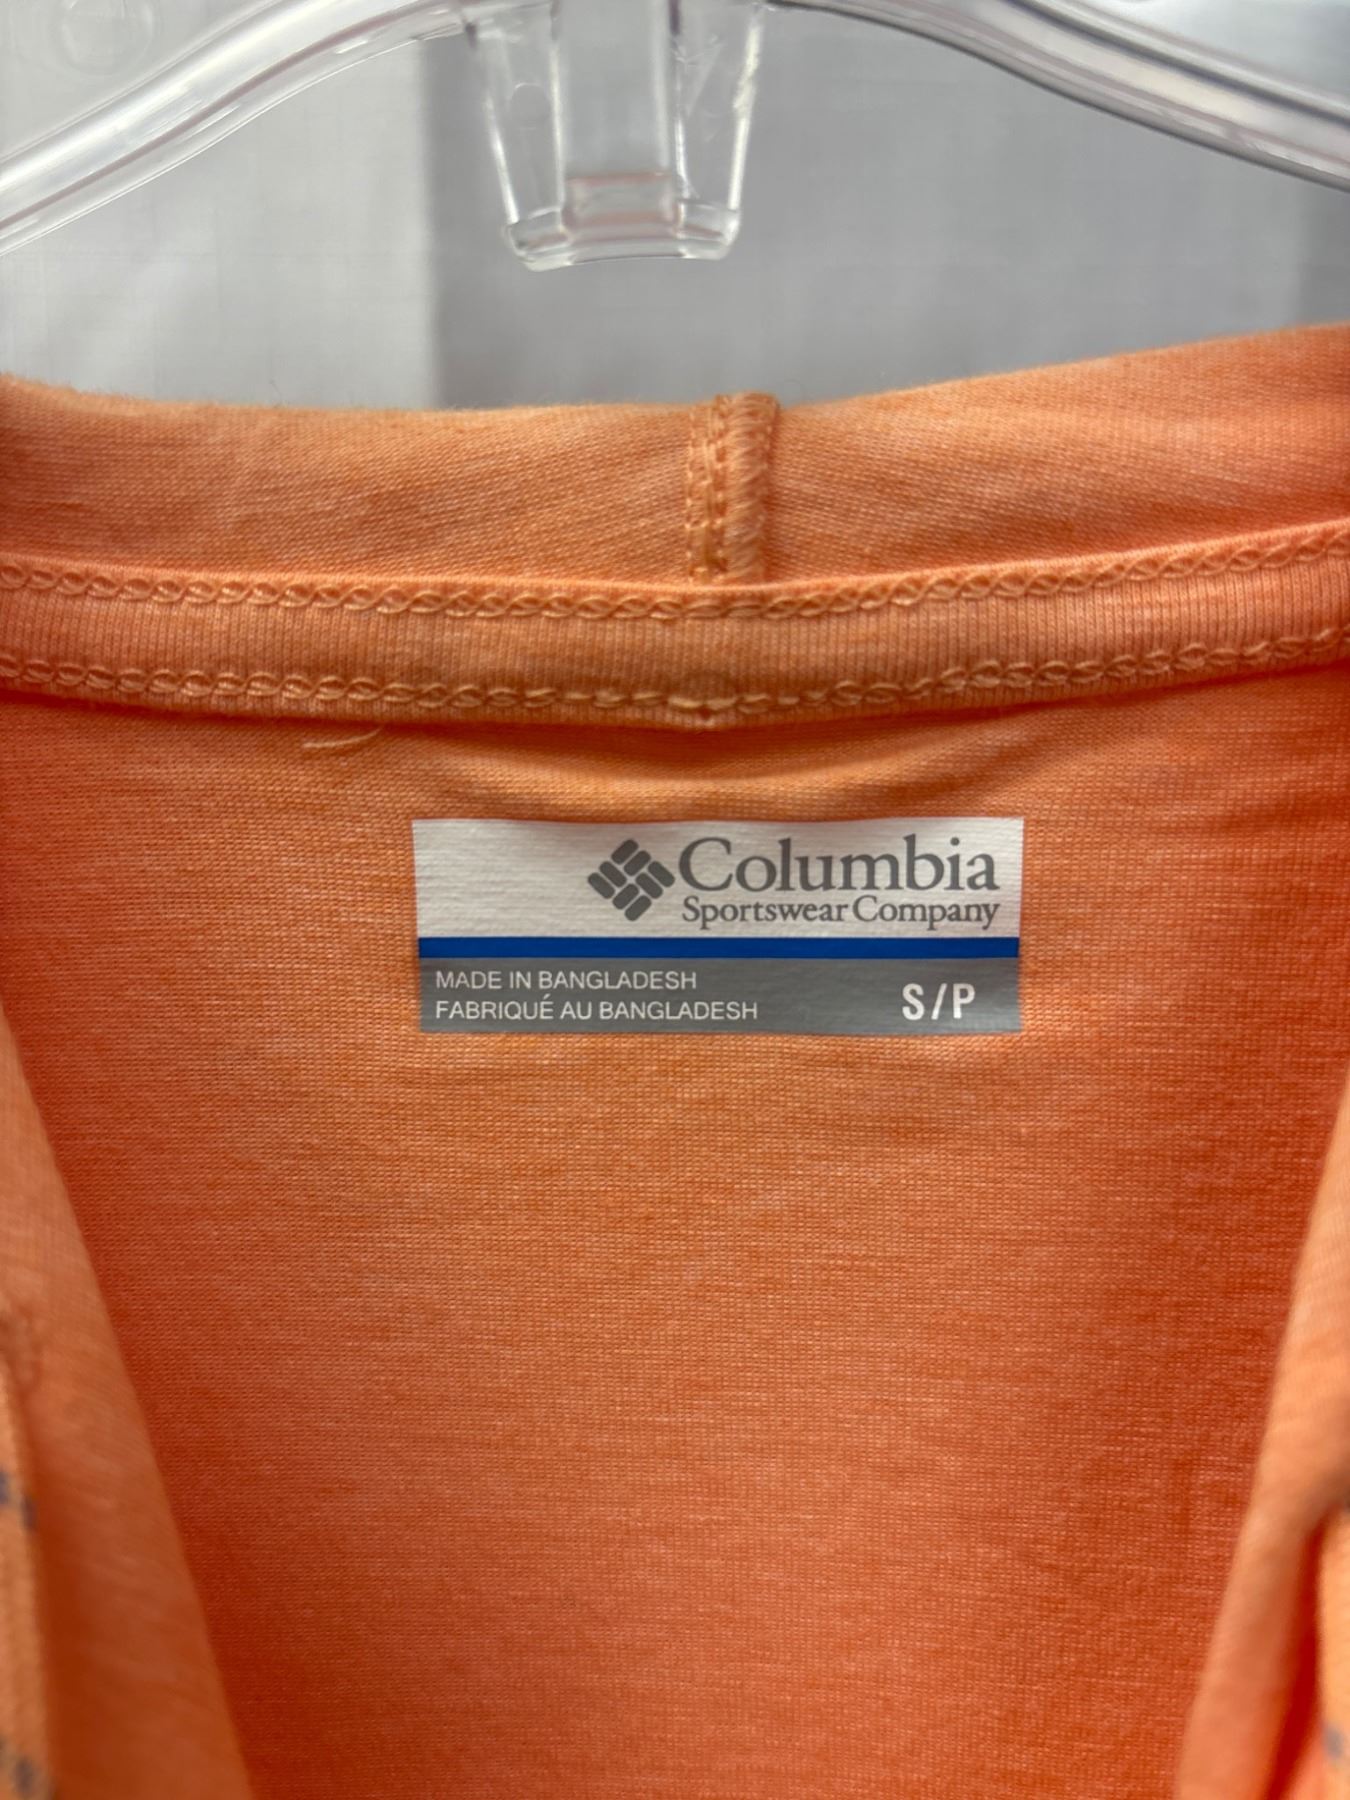 Columbia
Sportswear Company
MADE IN BANGLADESH
FABRIQUÉ AU BANGLADESH
S/P